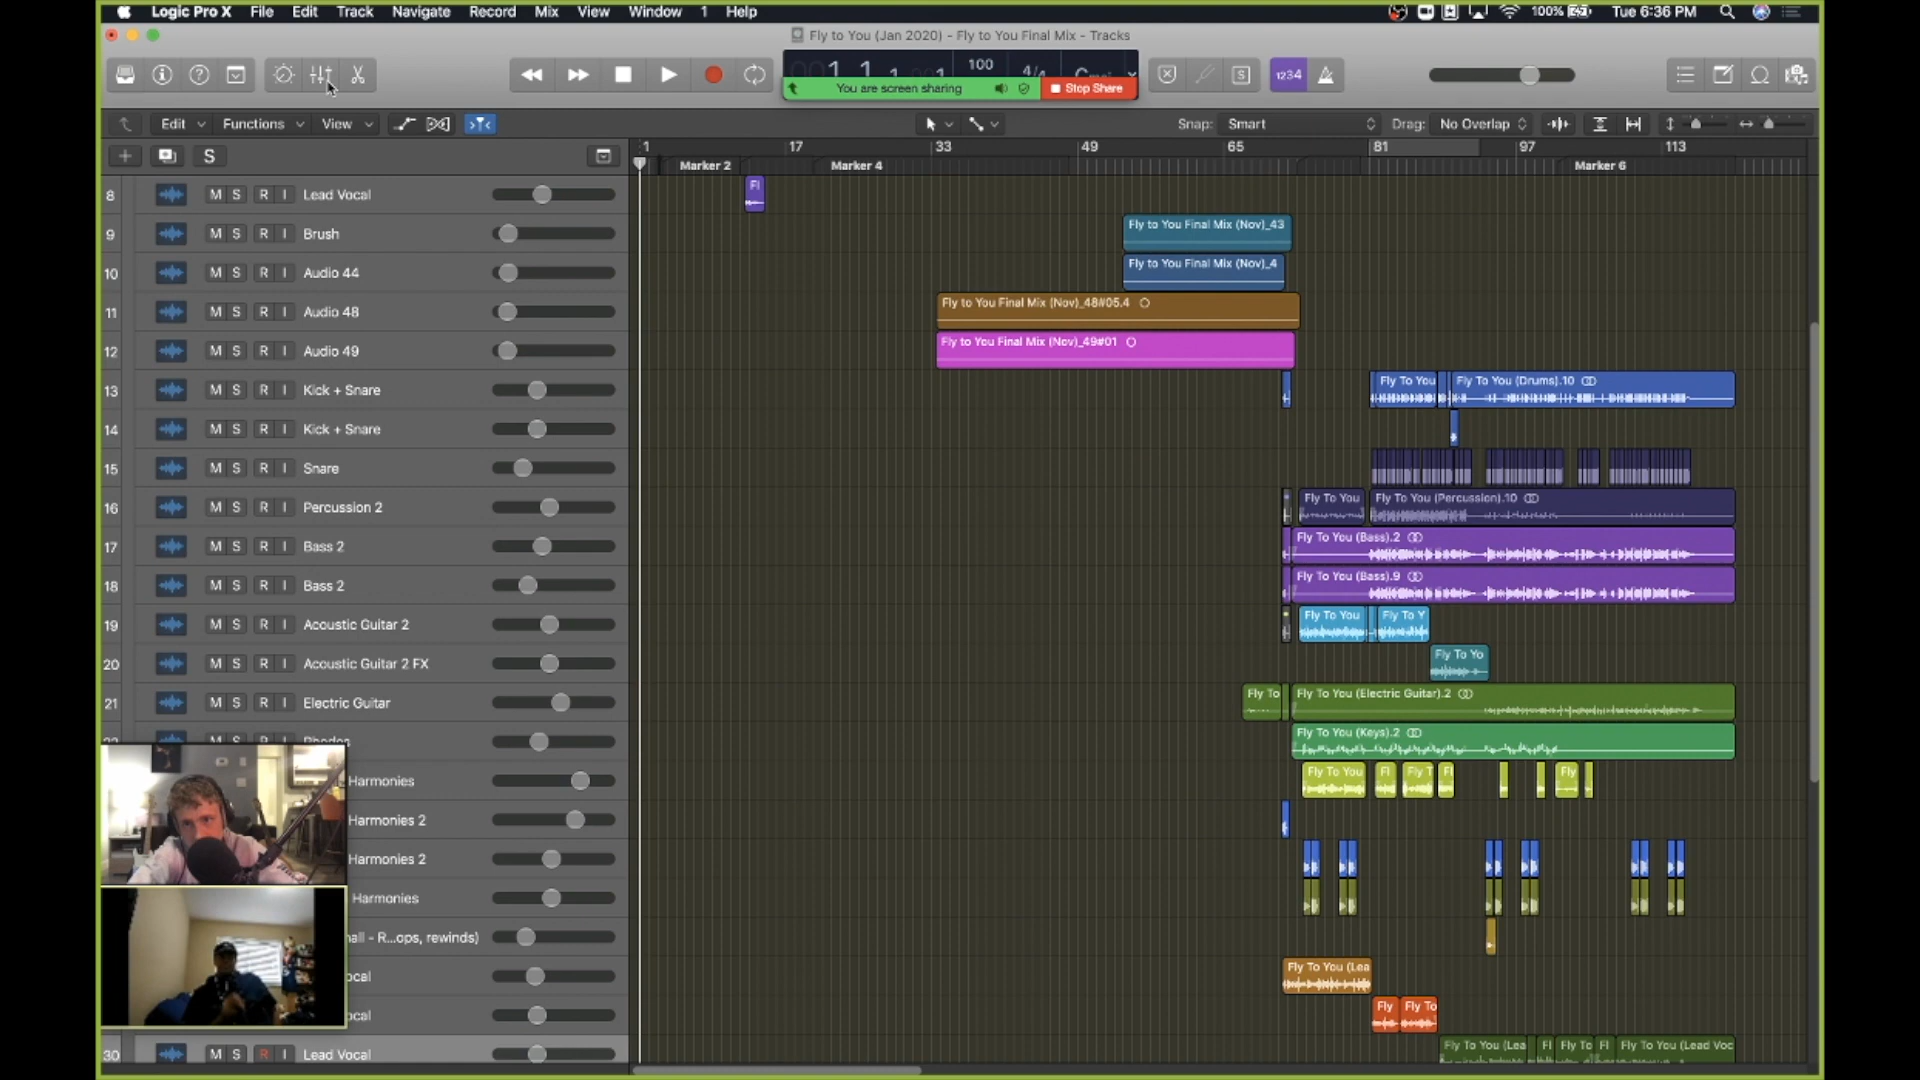 Logic Pro X File Edit Track Navigate Record Mix View Window 1 Help
100% Tue 6:36 PM
Fly to You (Jan 2020) - Fly to You Final Mix - Tracks
100
1234
You are screen sharing Stop Share
Edit Functions View Snap: Smart Drag: No Overlap
S 1 17 33 49 65 81 97 113
Marker 2 Marker 4 Marker 6
8 M S R I Lead Vocal Fl
9 M S R I Brush Fly to You Final Mix (Nov)_43
10 M S R I Audio 44 Fly to You Final Mix (Nov)_4
11 M S R I Audio 48 Fly to You Final Mix (Nov)_48#05.4
12 M S R I Audio 49 Fly to You Final Mix (Nov)_49#01
13 M S R I Kick + Snare Fly To You Fly To You (Drums).10
14 M S R I Kick + Snare
15 M S R I Snare
16 M S R I Percussion 2 Fly To You Fly To You (Percussion).10
17 M S R I Bass 2 Fly To You (Bass).2
18 M S R I Bass 2 Fly To You (Bass).9
19 M S R I Acoustic Guitar 2 Fly To You Fly To Y
20 M S R I Acoustic Guitar 2 FX Fly To Yo
21 M S R I Electric Guitar Fly To Fly To You (Electric Guitar).2
Fly To You (Keys).2
Harmonies Fly To You Fl Fly T Fl Fly
Harmonies 2
Harmonies 2
Harmonies
all - R...ops, rewinds)
ocal Fly To You (Lea
ocal Fly Fly To
30 M S R I Lead Vocal Fly To You (Lea Fl Fly To Fl Fly To You (Lead Voc